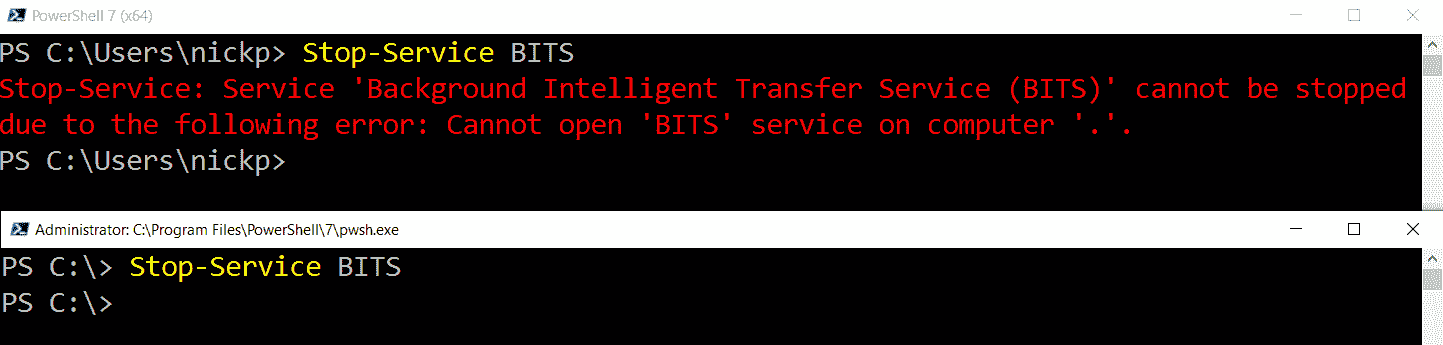 PowerShell 7 (x64)
PS C:\Users\nickp> Stop-Service BITS
Stop-Service: Service 'Background Intelligent Transfer Service (BITS)' cannot be stopped
due to the following error: Cannot open 'BITS' service on computer '.'.
PS C:\Users\nickp>
Administrator: C:\Program Files\PowerShell\7\pwsh.exe
PS C:\> Stop-Service BITS
PS C:\>